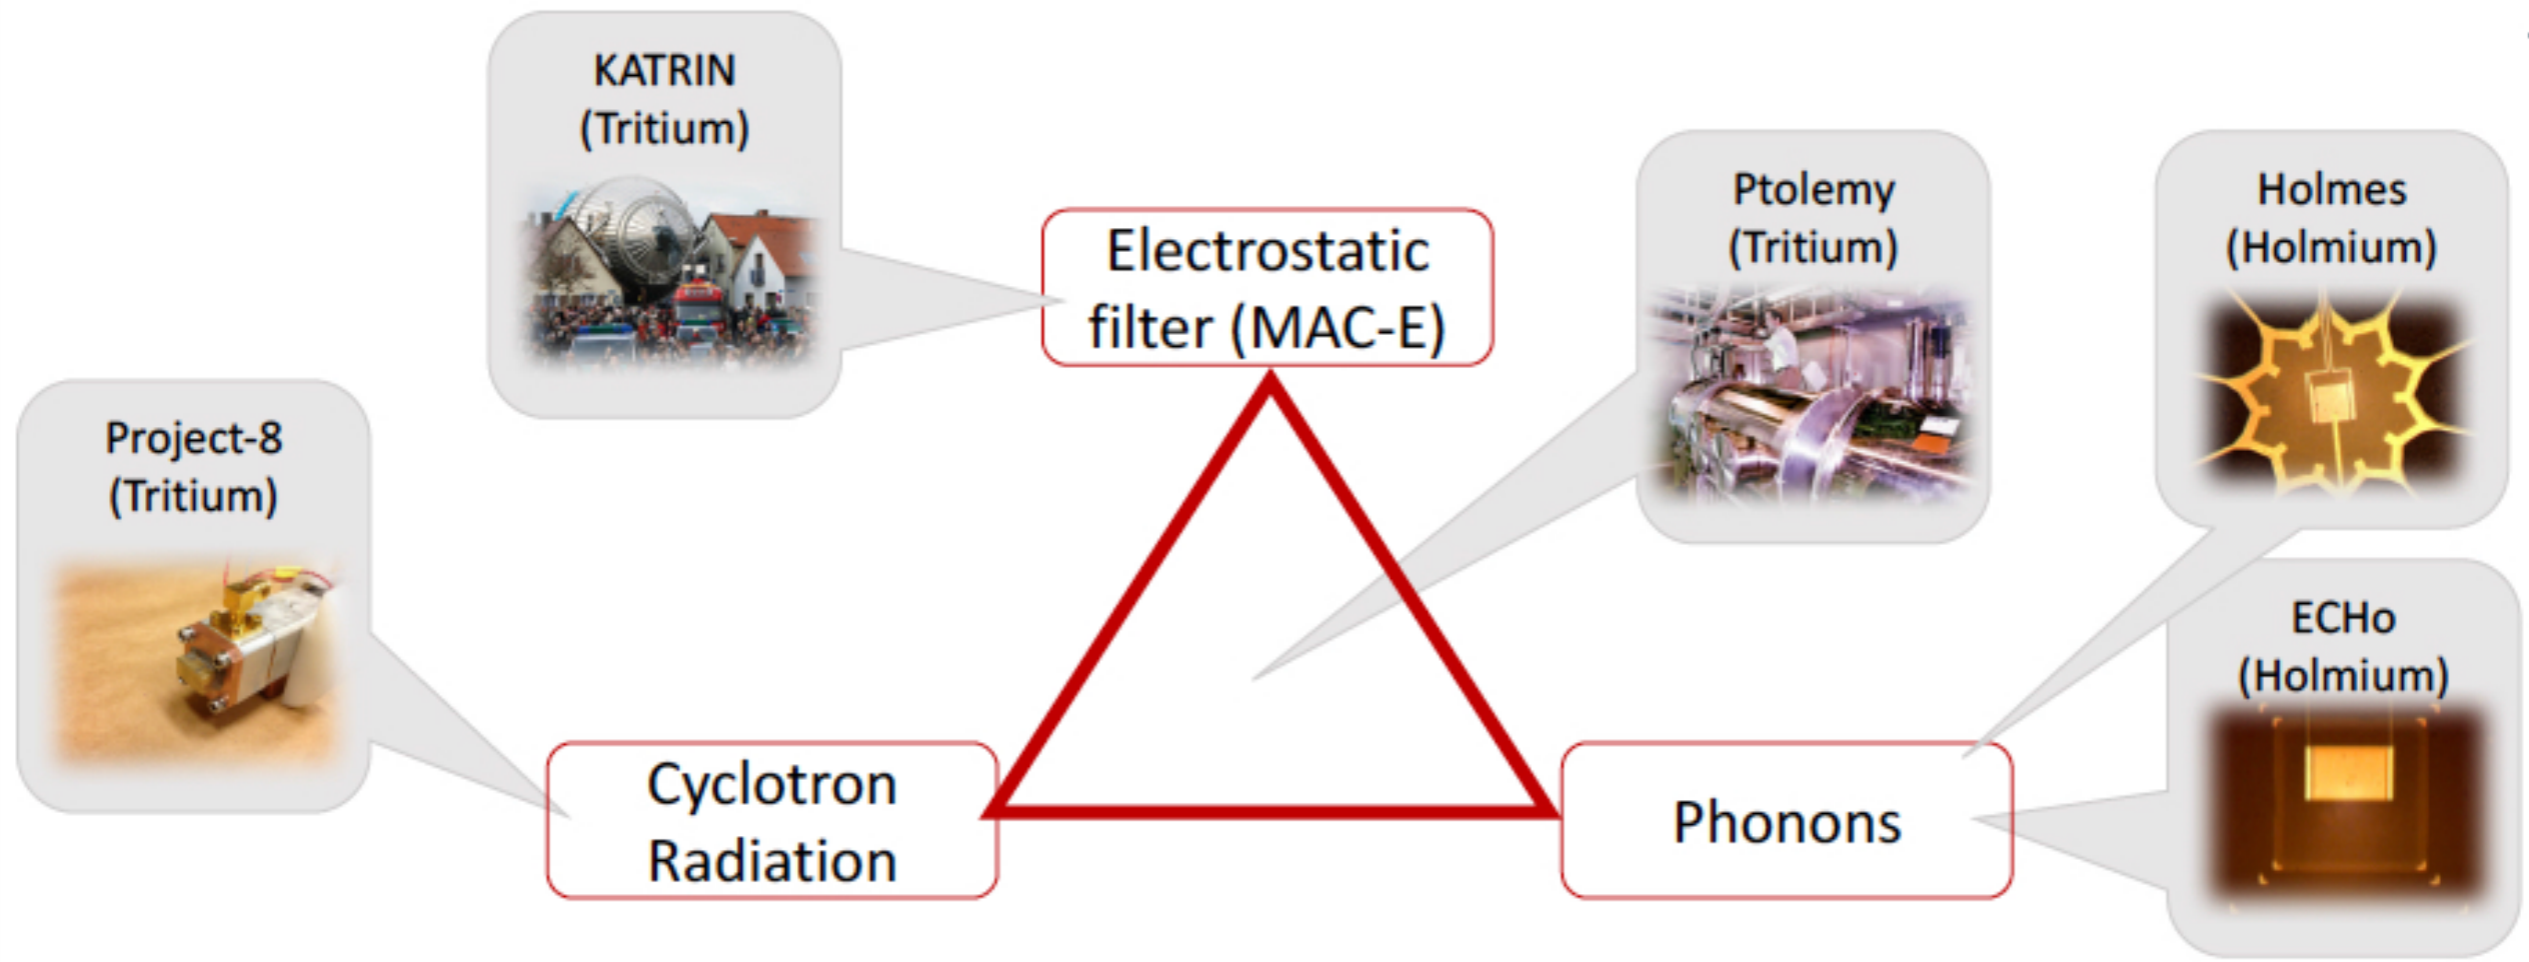 KATRIN
(Tritium)
Project-8
(Tritium)
Electrostatic
filter (MAC-E)
Ptolemy
(Tritium)
Holmes
(Holmium)
ECHo
(Holmium)
Cyclotron
Radiation
Phonons